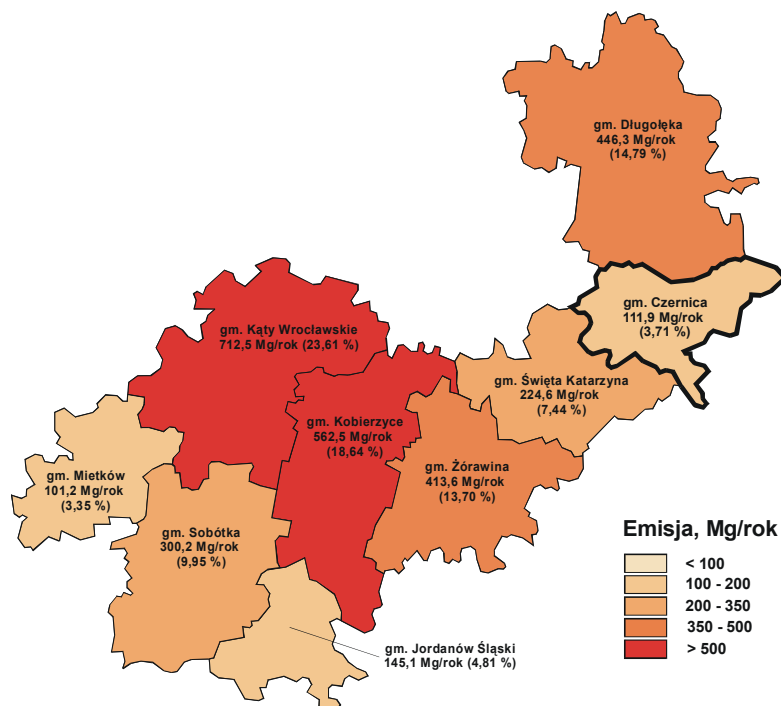 gm. Długołęka
446,3 Mg/rok
(14,79 %)
gm. Czernica
111,9 Mg/rok
(3,71 %)
gm. Kąty Wrocławskie
712,5 Mg/rok (23,61 %)
gm. Święta Katarzyna
224,6 Mg/rok
(7,44 %)
gm. Kobierzyce
562,5 Mg/rok
(18,64 %)
gm. Żórawina
413,6 Mg/rok
(13,70 %)
gm. Mietków
101,2 Mg/rok
(3,35 %)
gm. Sobótka
300,2 Mg/rok
(9,95 %)
gm. Jordanów Śląski
145,1 Mg/rok (4,81 %)
Emisja, Mg/rok
< 100
100 - 200
200 - 350
350 - 500
> 500